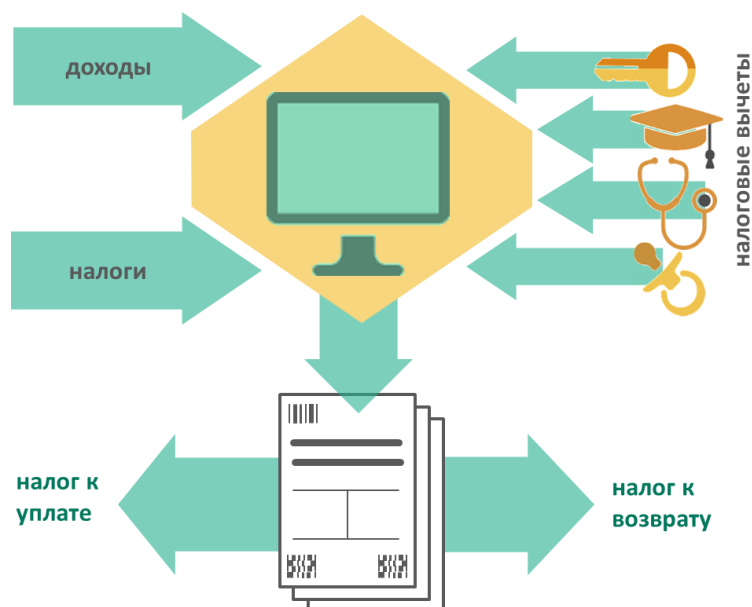 доходы
налоги
налоговые вычеты
налог к
уплате
налог к
возврату